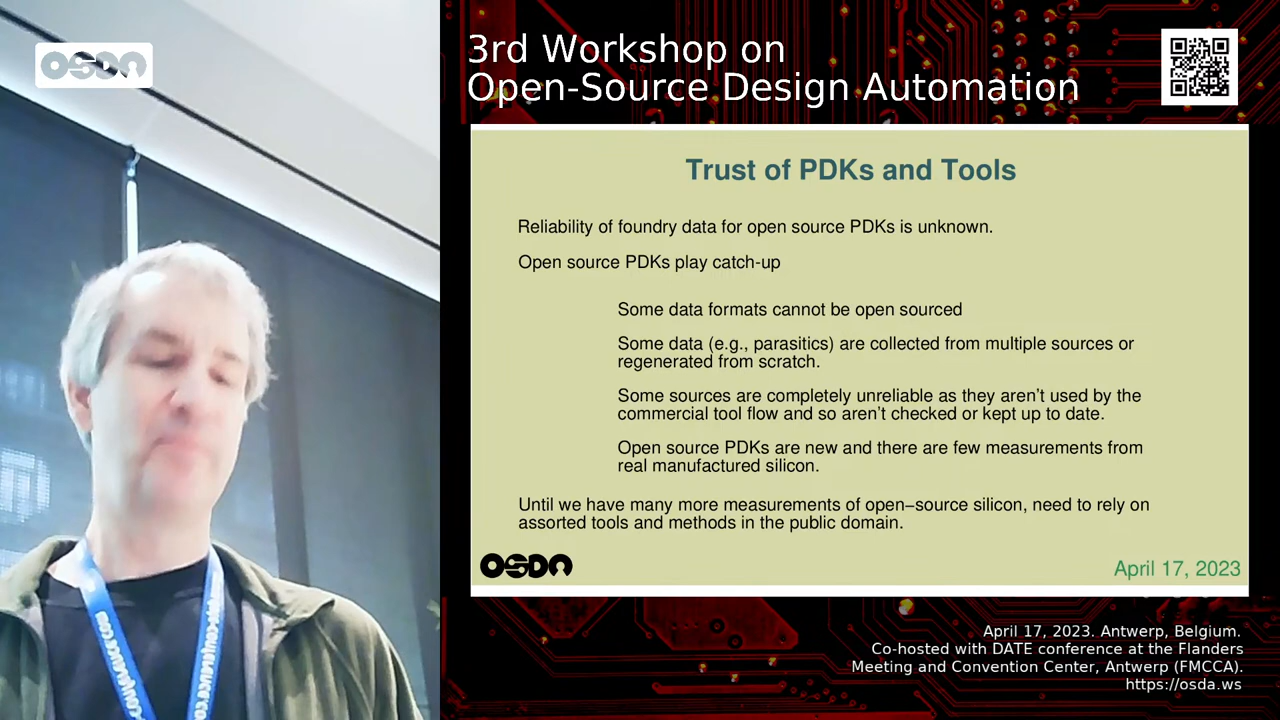 OSDA
3rd Workshop on
Open-Source Design Automation
Trust of PDKs and Tools
Reliability of foundry data for open source PDKs is unknown.
Open source PDKs play catch-up
Some data formats cannot be open sourced
Some data (e.g., parasitics) are collected from multiple sources or
regenerated from scratch.
Some sources are completely unreliable as they aren't used by the
commercial tool flow and so aren't checked or kept up to date.
Open source PDKs are new and there are few measurements from
real manufactured silicon.
Until we have many more measurements of open–source silicon, need to rely on
assorted tools and methods in the public domain.
OSDA
April 17, 2023
April 17, 2023. Antwerp, Belgium.
Co-hosted with DATE conference at the Flanders
Meeting and Convention Center, Antwerp (FMCCA).
https://osda.ws